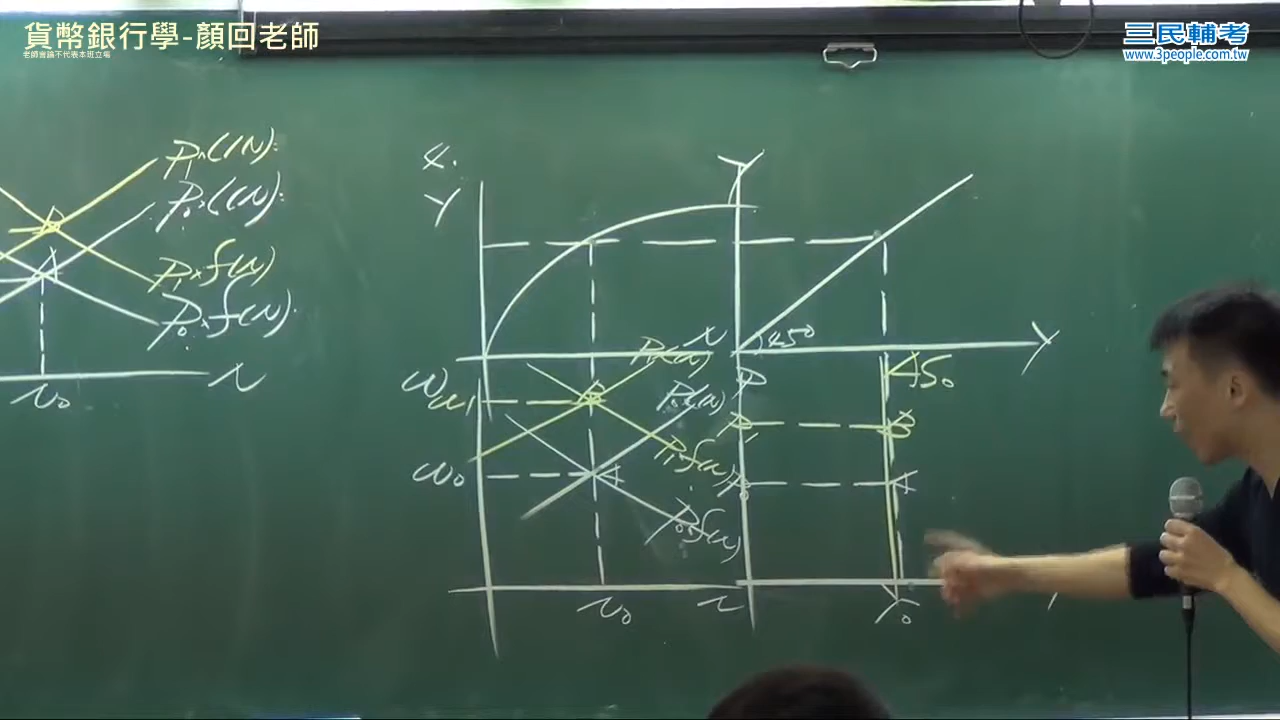 貨幣銀行學-顏回老師
老師言論不代表本班立場
三民輔考
www.3people.com.tw
P₁×f(N)
P₀×f(N)
N
N₀
4.
Y
Y
45°
Y
N
W
W₁
W₀
P
P₁
P₀
B
A
B
A
AS₀
P₁×f(N)
P₀f(N)
N₀
N
Y₀